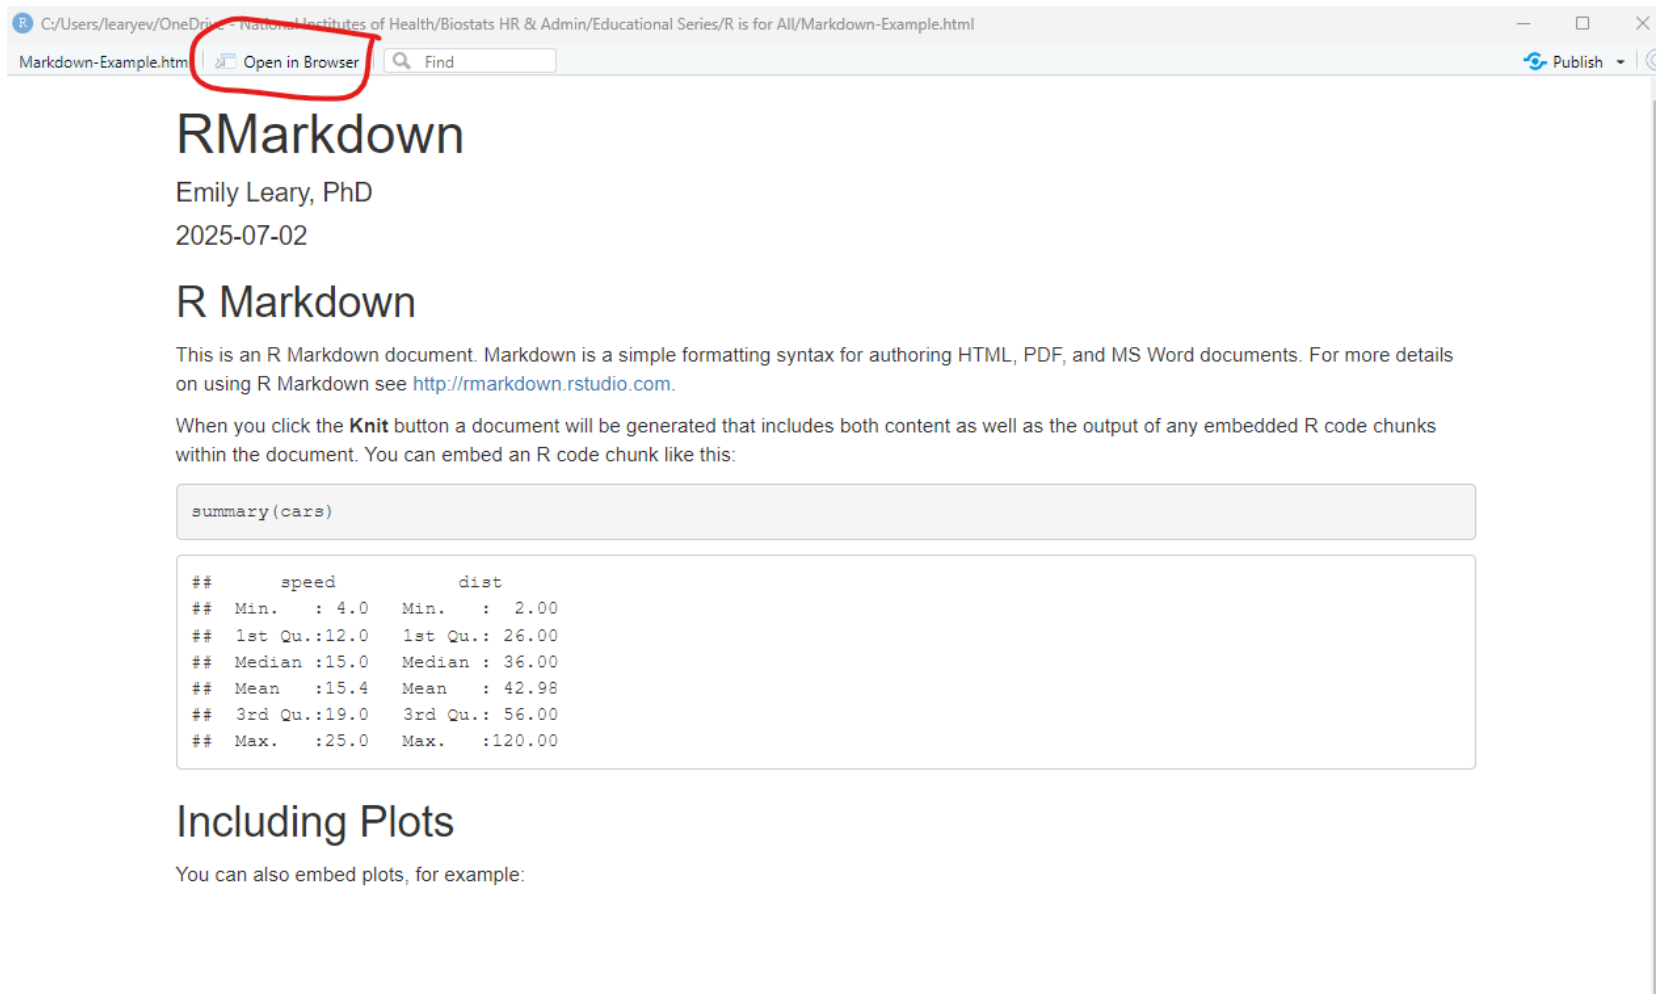 R C:/Users/learyev/OneDrive - National Institutes of Health/Biostats HR & Admin/Educational Series/R is for All/Markdown-Example.html
Markdown-Example.htm Open in Browser Find Publish
RMarkdown
Emily Leary, PhD
2025-07-02
R Markdown
This is an R Markdown document. Markdown is a simple formatting syntax for authoring HTML, PDF, and MS Word documents. For more details
on using R Markdown see http://rmarkdown.rstudio.com.
When you click the Knit button a document will be generated that includes both content as well as the output of any embedded R code chunks
within the document. You can embed an R code chunk like this:
summary(cars)
##      speed           dist
## Min.   : 4.0   Min.   :  2.00
## 1st Qu.:12.0   1st Qu.: 26.00
## Median :15.0   Median : 36.00
## Mean   :15.4   Mean   : 42.98
## 3rd Qu.:19.0   3rd Qu.: 56.00
## Max.   :25.0   Max.   :120.00
Including Plots
You can also embed plots, for example: